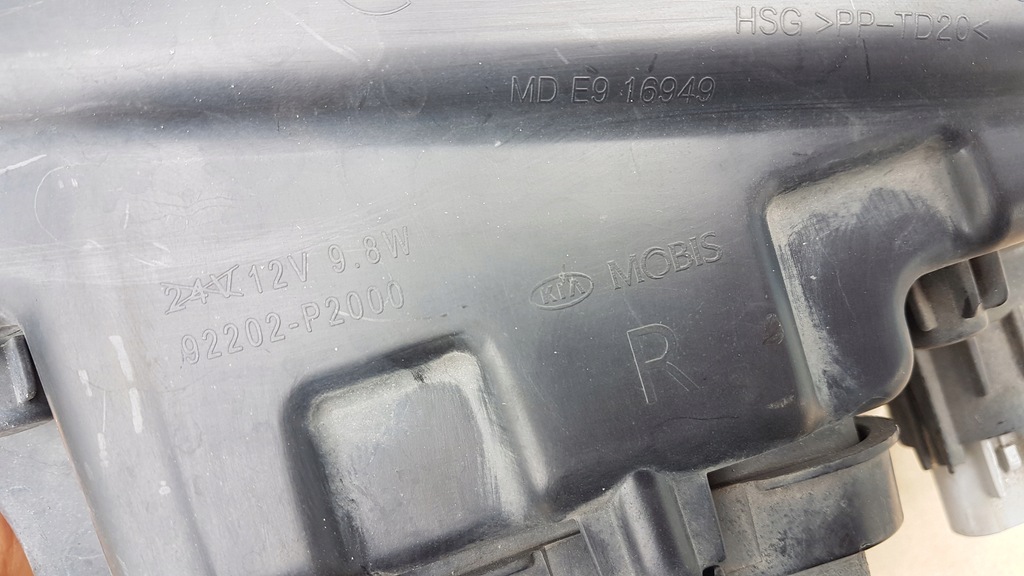 HSG >PP-TD20<
MD E9 16949
24V 12V 9.8W
92202-P2000
KIA MOBIS
R